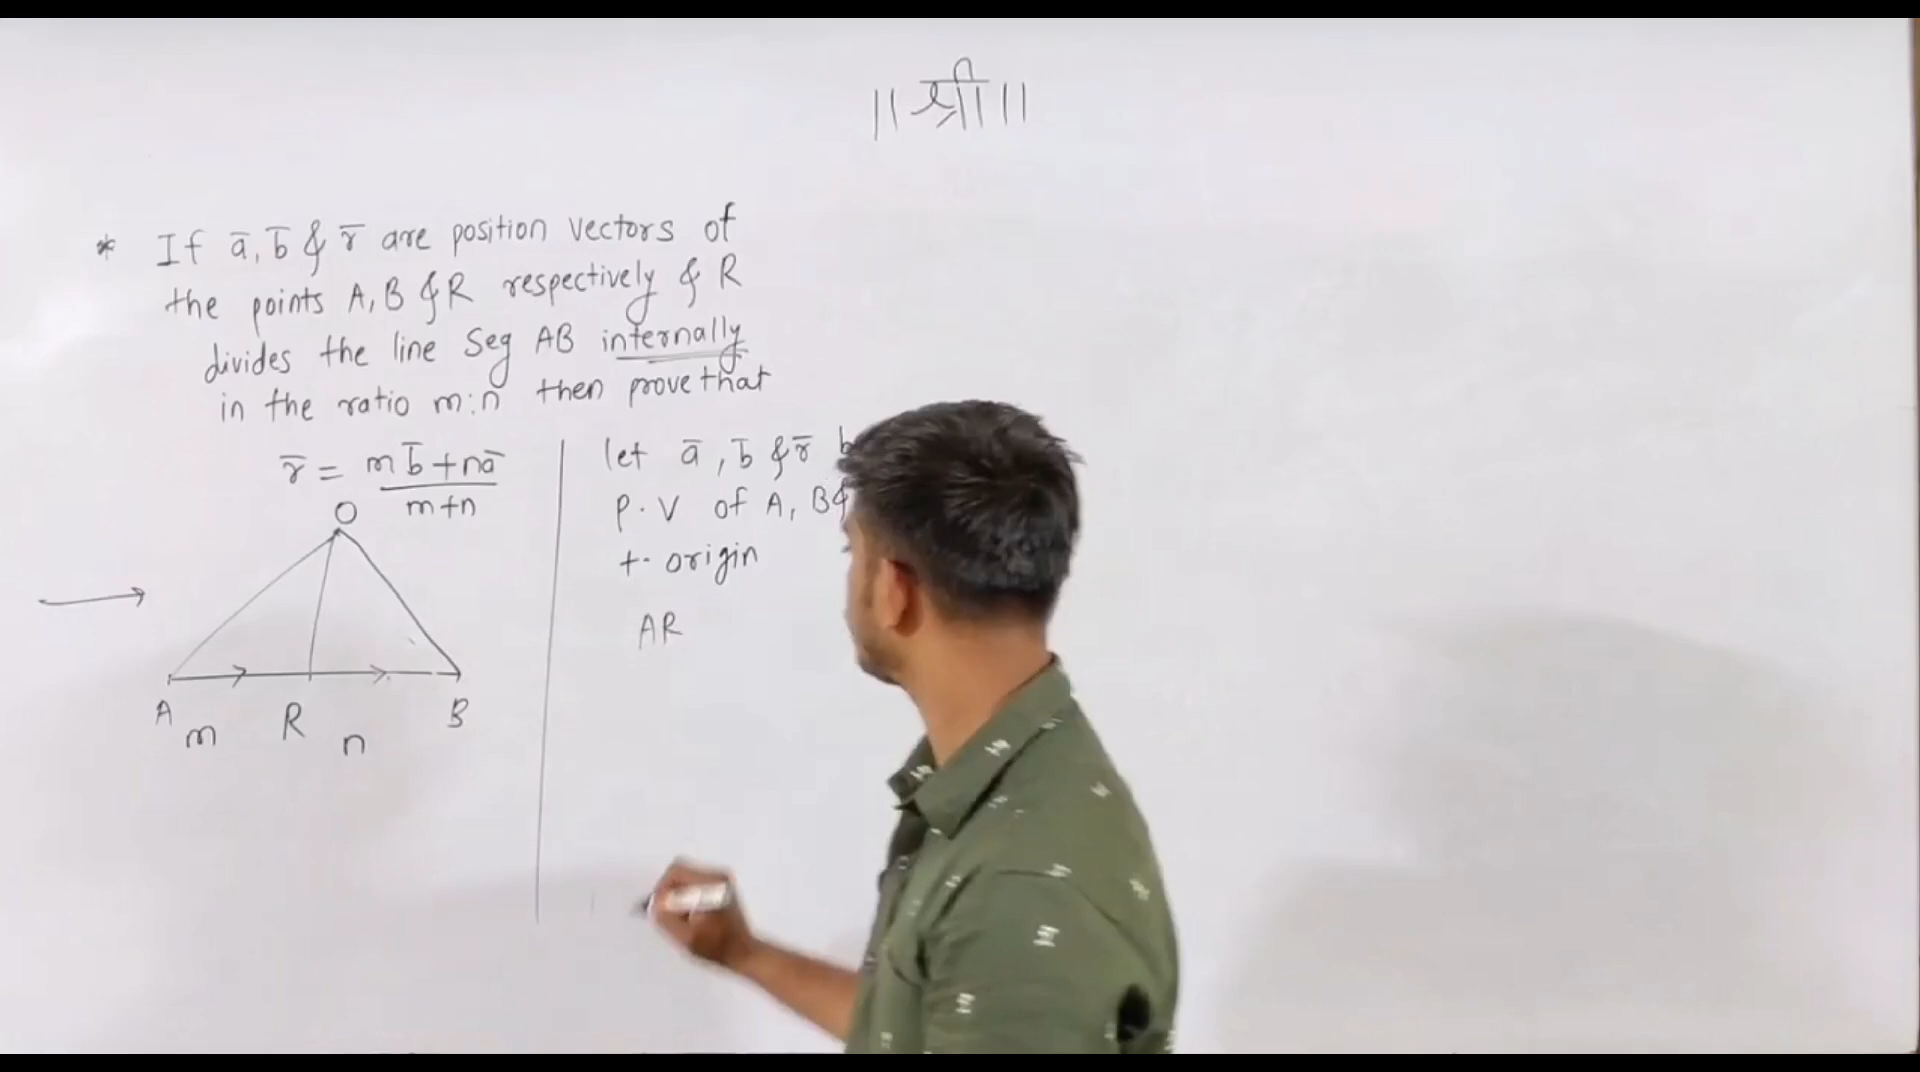 ॥ श्री ॥
* If a̅, b̅ & r̅ are position vectors of
the points A, B & R respectively & R
divides the line seg AB internally
in the ratio m:n then prove that
r̅ = (mb̅ + na̅) / (m+n)
O
A
R
B
m
n
let a̅, b̅ & r̅
P.V of A, B &
t. origin
AR